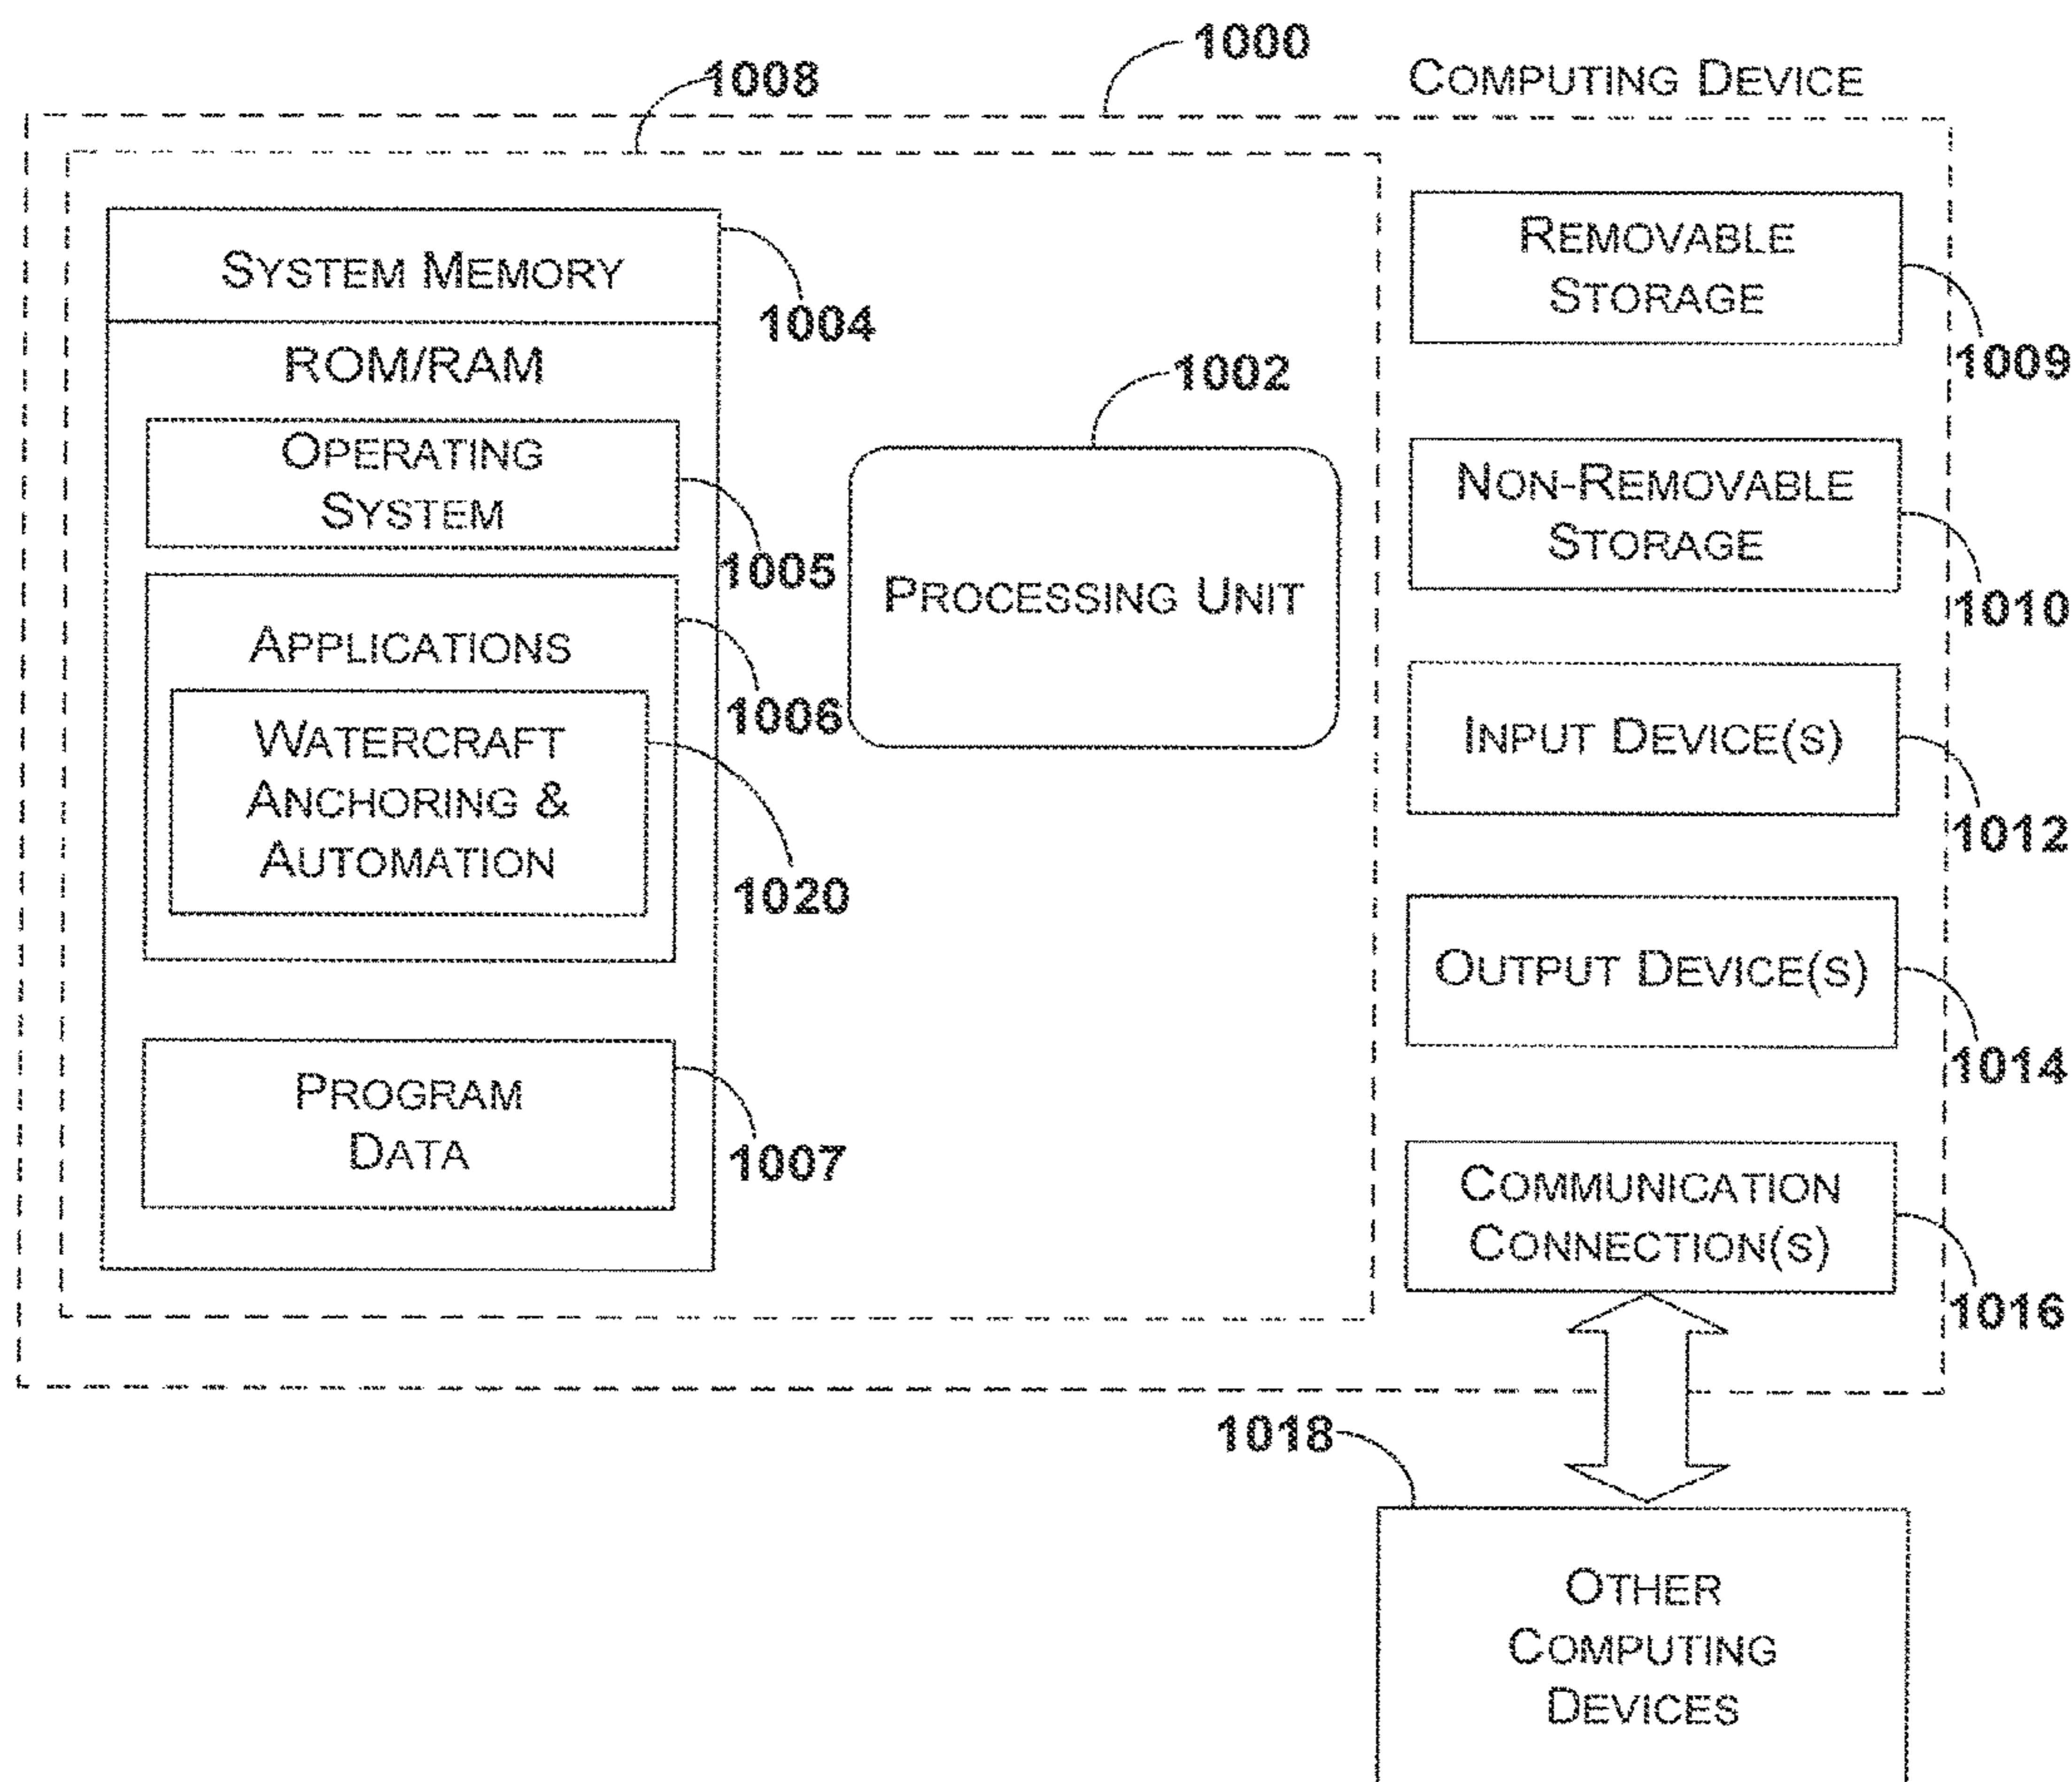 1000
1008
COMPUTING DEVICE
SYSTEM MEMORY
1004
ROM/RAM
OPERATING
SYSTEM
1005
APPLICATIONS
1006
WATERCRAFT
ANCHORING &
AUTOMATION
1020
PROGRAM
DATA
1007
1002
PROCESSING UNIT
REMOVABLE
STORAGE
1009
NON-REMOVABLE
STORAGE
1010
INPUT DEVICE(S)
1012
OUTPUT DEVICE(S)
1014
COMMUNICATION
CONNECTION(S)
1016
1018
OTHER
COMPUTING
DEVICES